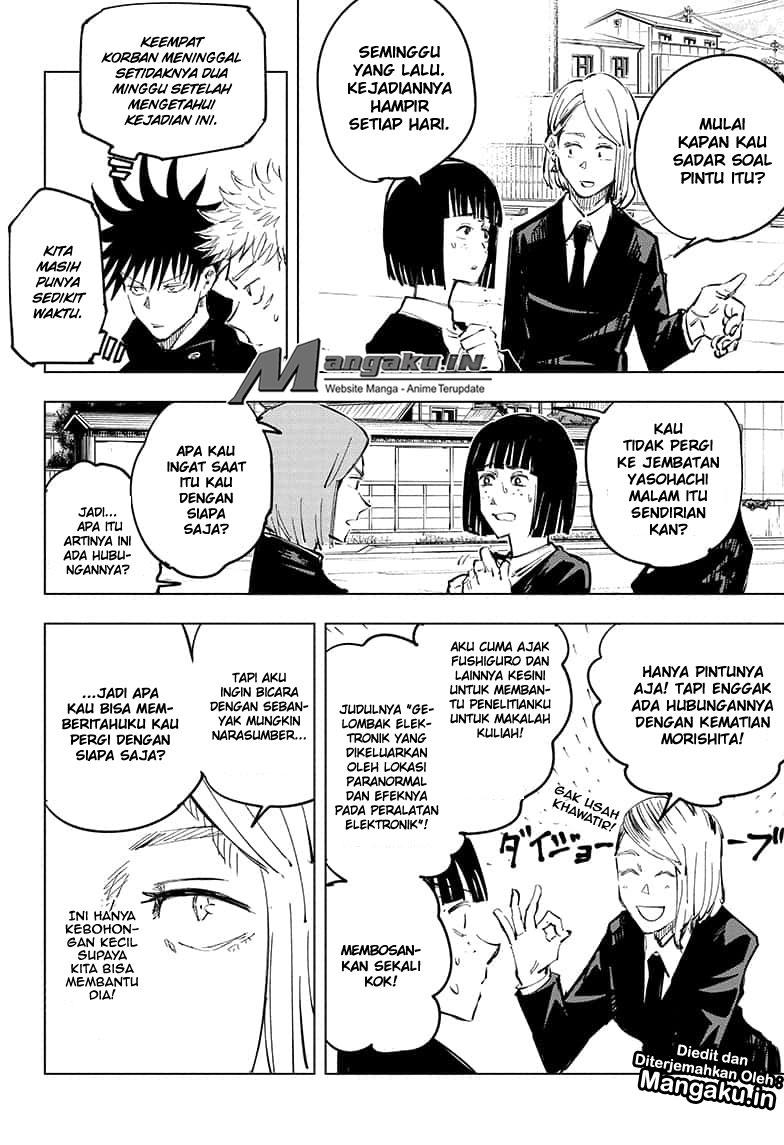 MULAI
KAPAN KAU
SADAR SOAL
PINTU ITU?
SEMINGGU
YANG LALU.
KEJADIANNYA
HAMPIR
SETIAP HARI.
KEEMPAT
KORBAN MENINGGAL
SETIDAKNYA DUA
MINGGU SETELAH
MENGETAHUI
KEJADIAN INI.
KITA
MASIH
PUNYA
SEDIKIT
WAKTU.
Mangaku.IN
Website Manga - Anime Terupdate
KAU
TIDAK PERGI
KE JEMBATAN
YASOHACHI
MALAM ITU
SENDIRIAN
KAN?
APA KAU
INGAT SAAT
ITU KAU
DENGAN
SIAPA
SAJA?
JADI...
APA ITU
ARTINYA INI
ADA HUBU-
NGANNYA?
HANYA PINTUNYA
AJA! TAPI ENGGAK
ADA HUBUNGANNYA
DENGAN KEMATIAN
MORISHITA!
AKU CUMA AJAK
FUSHIGURO DAN
LAINNYA KESINI
UNTUK MEMBAN-
TU PENELITIANKU
UNTUK MAKALAH
KULIAH!
JUDULNYA "GE-
LOMBAK ELEK-
TRONIK YANG
DIKELUARKAN
OLEH LOKASI
PARANORMAL
DAN EFEKNYA
PADA PERALATAN
ELEKTRONIK"!
GAK USAH
KHAWATIR!
ダイジョーブ
MEMBOSAN-
KAN SEKALI
KOK!
TAPI AKU
INGIN BICARA
DENGAN SEBA-
NYAK MUNGKIN
NARASUMBER...
...JADI APA
KAU BISA MEM-
BERITAHUKU KAU
PERGI DENGAN
SIAPA SAJA?
INI HANYA
KEBOHO-
NGAN KECIL
SUPAYA
KITA BISA
MEMBANTU
DIA!
Diedit dan
Diterjemahkan Oleh :
Mangaku.in